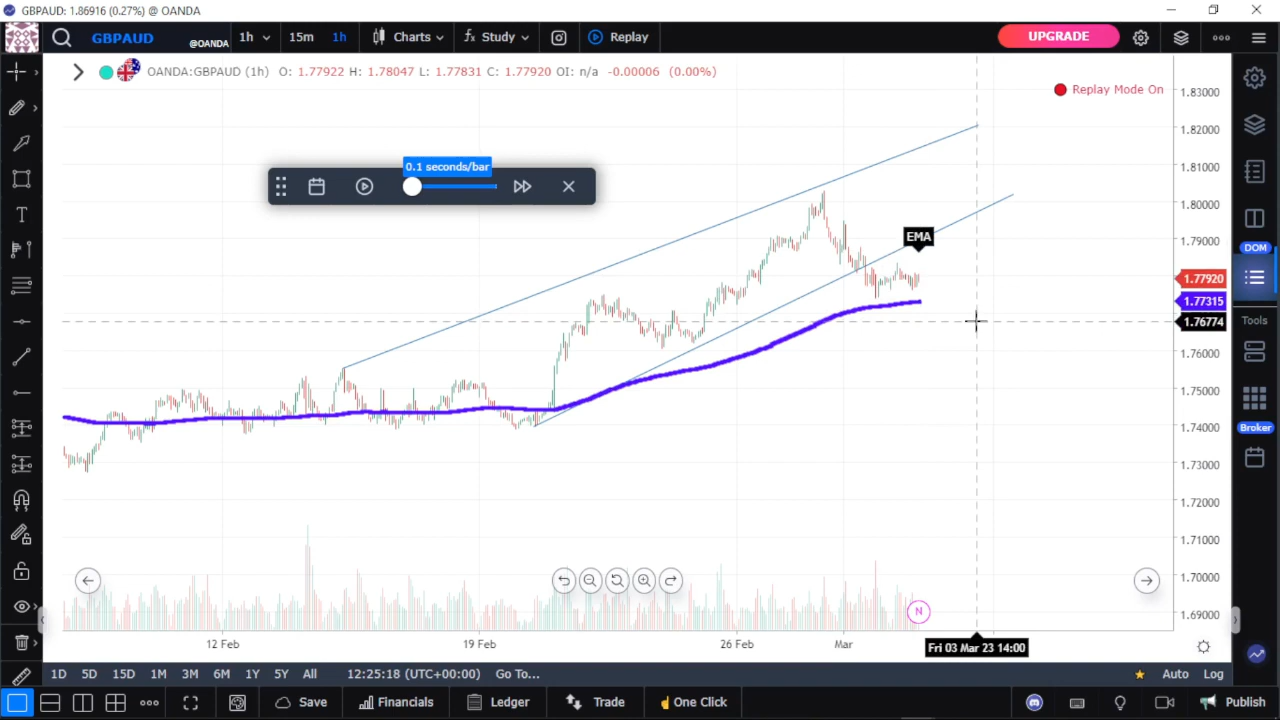 GBPAUD: 1.86916 (0.27%) @ OANDA
GBPAUD @OANDA 1h 15m 1h Charts Study Replay UPGRADE
OANDA:GBPAUD (1h) O: 1.77922 H: 1.78047 L: 1.77831 C: 1.77920 OI: n/a -0.00006 (0.00%)
Replay Mode On
1.83000
1.82000
0.1 seconds/bar
1.81000
1.80000
EMA
1.79000
DOM
1.77920
1.77315
1.76774
Tools
1.76000
1.75000
1.74000
Broker
1.73000
1.72000
1.71000
1.70000
N
1.69000
12 Feb 19 Feb 26 Feb Mar Fri 03 Mar 23 14:00
1D 5D 15D 1M 3M 6M 1Y 5Y All 12:25:18 (UTC+00:00) Go To... Auto Log
Save Financials Ledger Trade One Click Publish